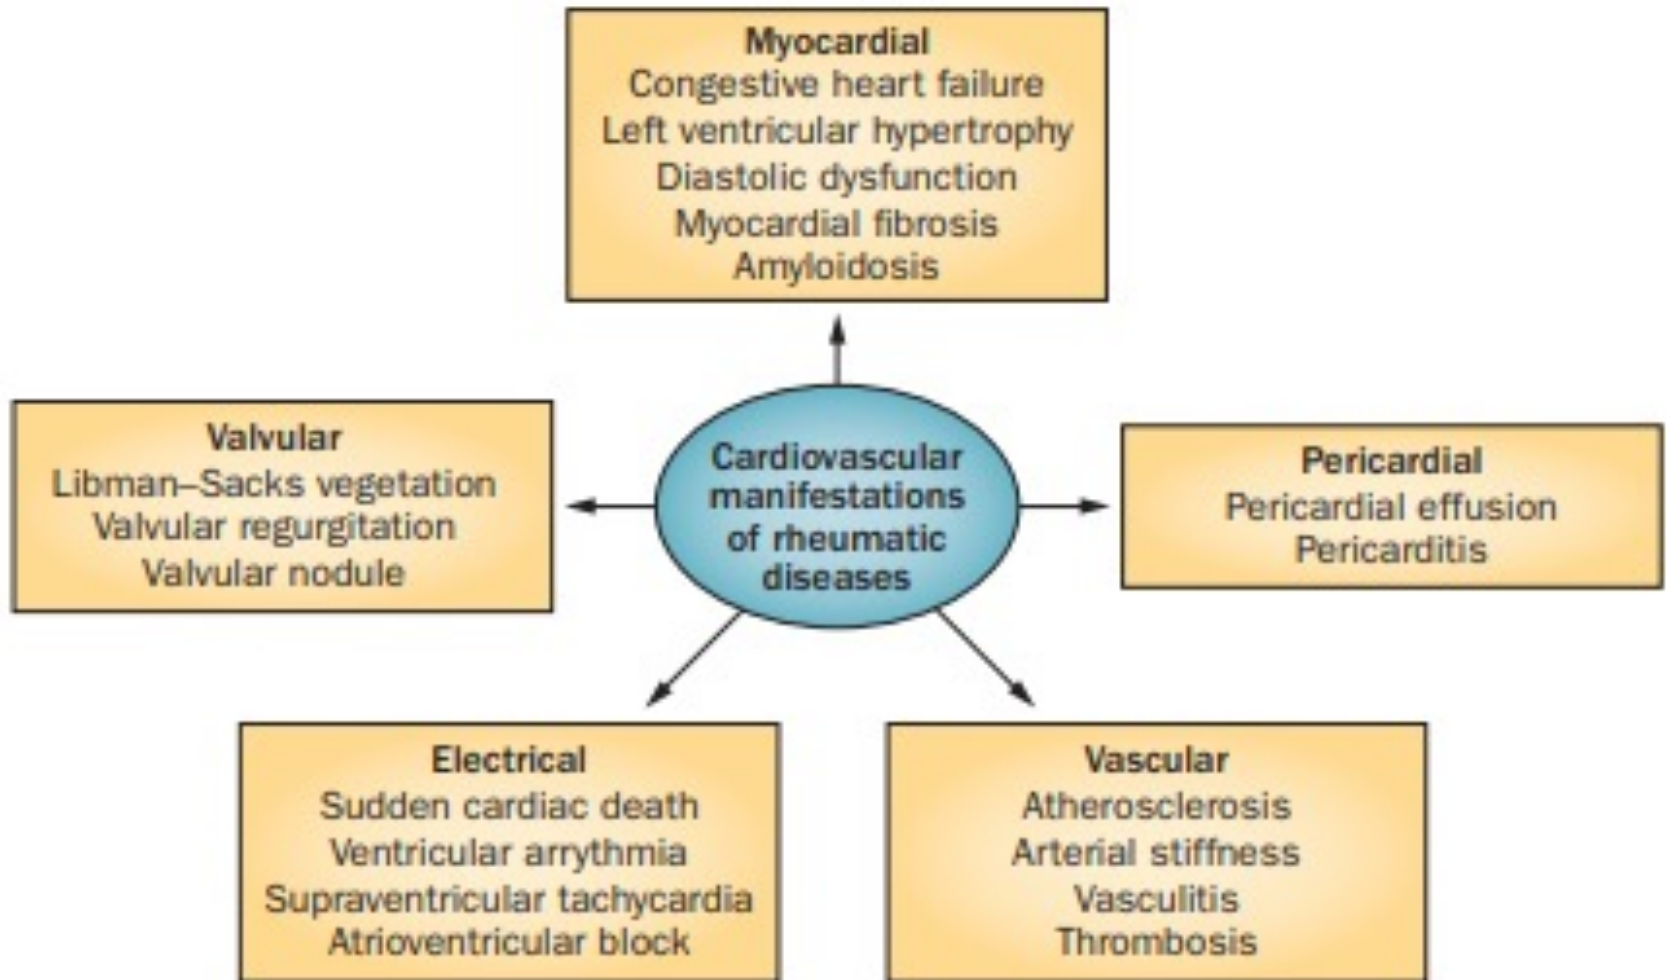 Myocardial
Congestive heart failure
Left ventricular hypertrophy
Diastolic dysfunction
Myocardial fibrosis
Amyloidosis
Valvular
Libman–Sacks vegetation
Valvular regurgitation
Valvular nodule
Cardiovascular
manifestations
of rheumatic
diseases
Pericardial
Pericardial effusion
Pericarditis
Electrical
Sudden cardiac death
Ventricular arrythmia
Supraventricular tachycardia
Atrioventricular block
Vascular
Atherosclerosis
Arterial stiffness
Vasculitis
Thrombosis